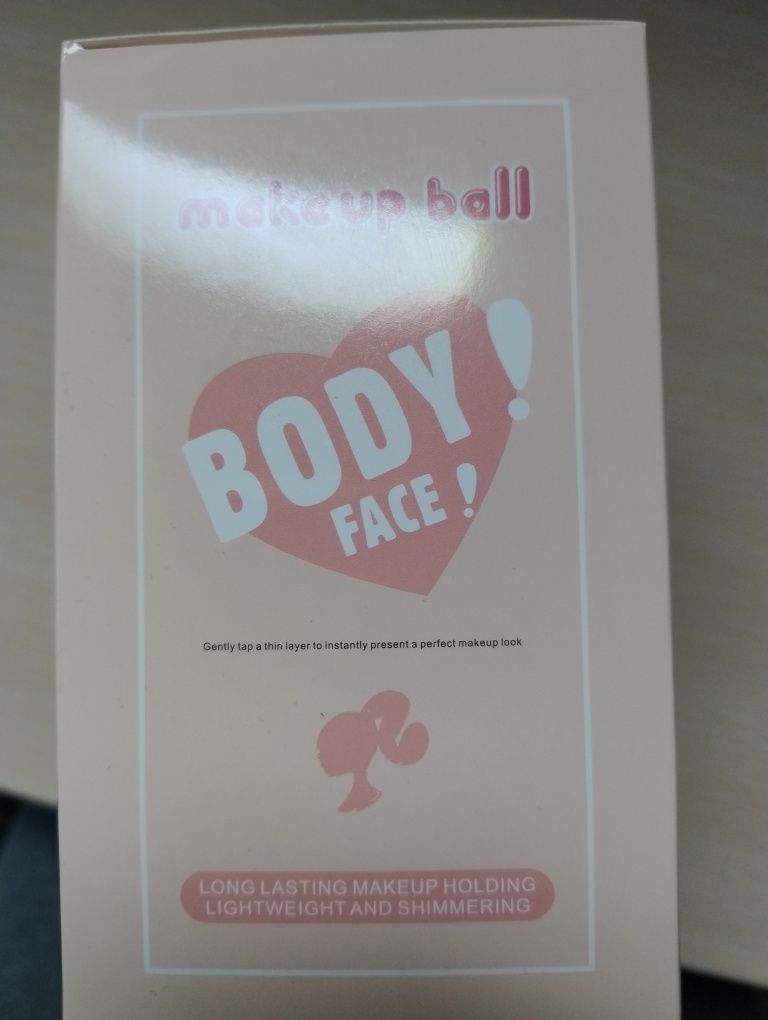 make up ball
BODY!
FACE!
Gently tap a thin layer to instantly present a perfect makeup look
LONG LASTING MAKEUP HOLDING
LIGHTWEIGHT AND SHIMMERING